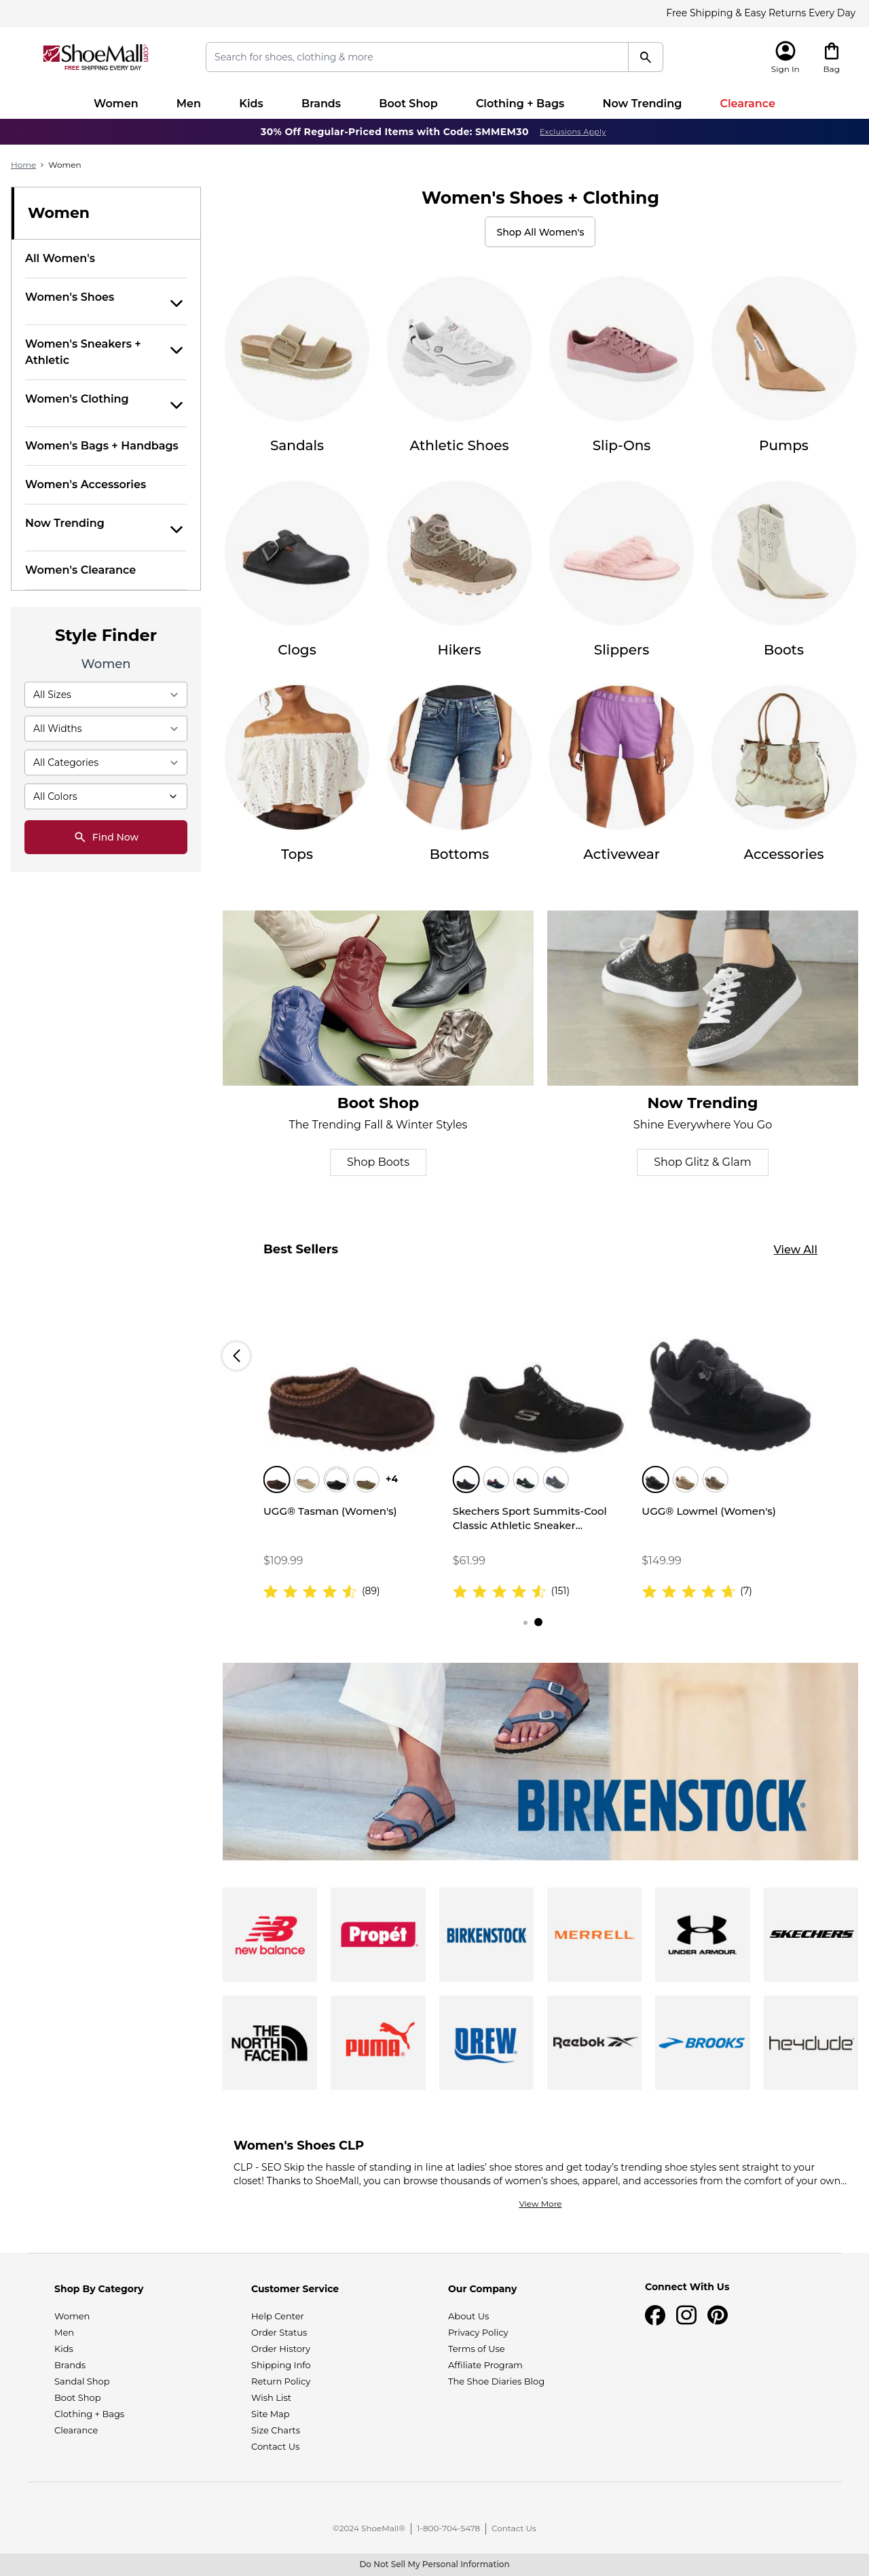 Free Shipping & Easy Returns Every Day
ShoeMall.com
FREE SHIPPING EVERY DAY
Search for shoes, clothing & more
Sign In
Bag
Women
Men
Kids
Brands
Boot Shop
Clothing + Bags
Now Trending
Clearance
30% Off Regular-Priced Items with Code: SMMEM30 Exclusions Apply
Home > Women
Women
All Women's
Women's Shoes
Women's Sneakers +
Athletic
Women's Clothing
Women's Bags + Handbags
Women's Accessories
Now Trending
Women's Clearance
Style Finder
Women
All Sizes
All Widths
All Categories
All Colors
Find Now
Women's Shoes + Clothing
Shop All Women's
Sandals
Athletic Shoes
Slip-Ons
Pumps
Clogs
Hikers
Slippers
Boots
UNDER ARMOUR
Tops
Bottoms
Activewear
Accessories
Boot Shop
The Trending Fall & Winter Styles
Shop Boots
Now Trending
Shine Everywhere You Go
Shop Glitz & Glam
Best Sellers
View All
+4
UGG® Tasman (Women's)
$109.99
(89)
Skechers Sport Summits-Cool
Classic Athletic Sneaker...
$61.99
(151)
UGG® Lowmel (Women's)
$149.99
(7)
BIRKENSTOCK®
new balance
Propét®
BIRKENSTOCK
MERRELL
UNDER ARMOUR
SKECHERS
THE
NORTH
FACE
PUMA®
DREW
Reebok
BROOKS
heydude
Women's Shoes CLP
CLP - SEO Skip the hassle of standing in line at ladies’ shoe stores and get today’s trending shoe styles sent straight to your
closet! Thanks to ShoeMall, you can browse thousands of women’s shoes, apparel, and accessories from the comfort of your own...
View More
Shop By Category
Women
Men
Kids
Brands
Sandal Shop
Boot Shop
Clothing + Bags
Clearance
Customer Service
Help Center
Order Status
Order History
Shipping Info
Return Policy
Wish List
Site Map
Size Charts
Contact Us
Our Company
About Us
Privacy Policy
Terms of Use
Affiliate Program
The Shoe Diaries Blog
Connect With Us
©2024 ShoeMall® | 1-800-704-5478 | Contact Us
Do Not Sell My Personal Information